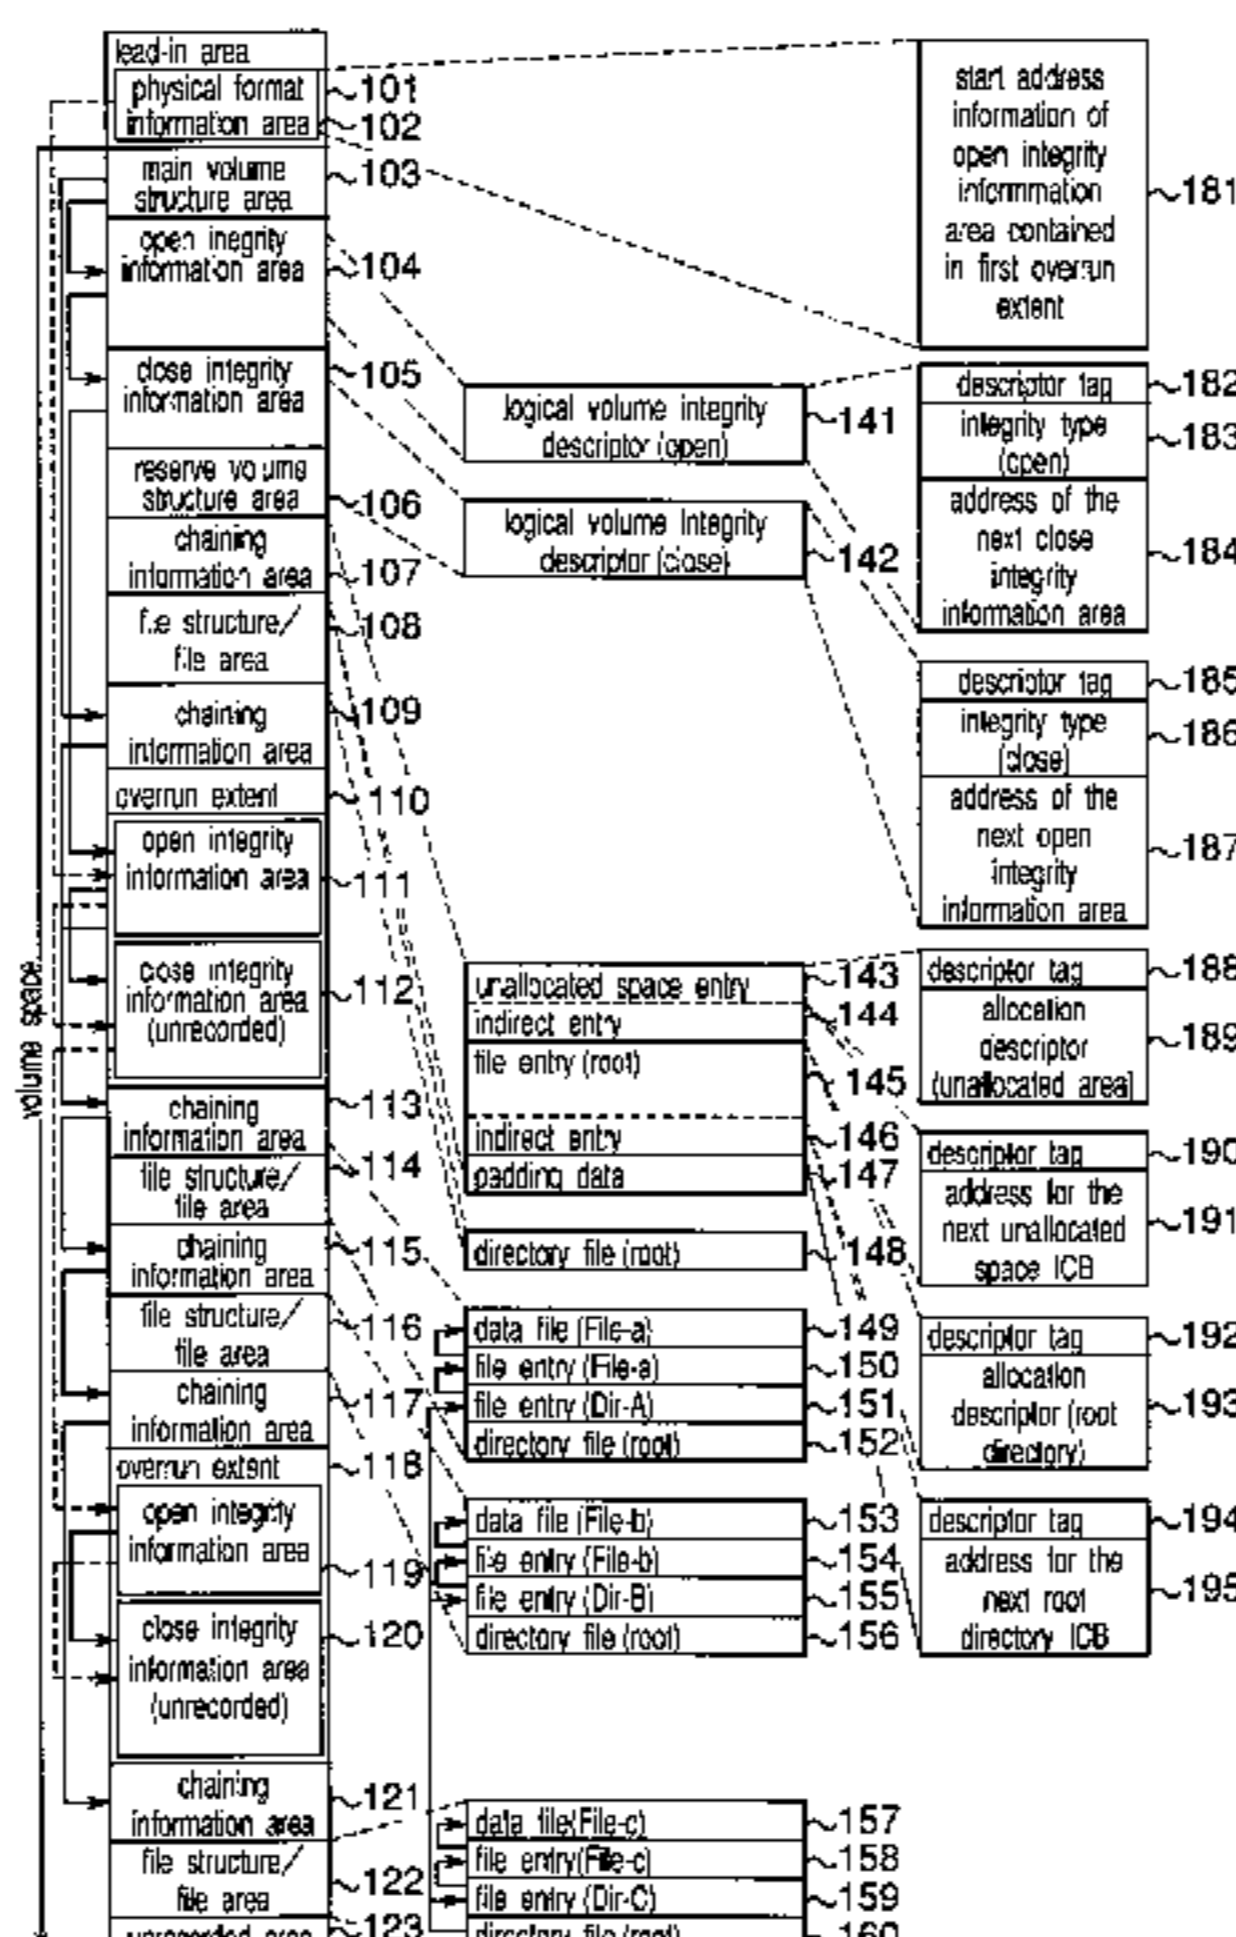 lead-in area
physical format
information area
101
102
main volume
structure area
103
open inegrity
information area
104
close integrity
information area
105
reserve volume
structure area
106
chaining
information area
107
file structure/
file area
108
chaining
information area
109
overrun extent
110
open integrity
information area
111
close integrity
information area
(unrecorded)
112
chaining
information area
113
file structure/
file area
114
chaining
information area
115
file structure/
file area
116
chaining
information area
117
overrun extent
118
open integrity
information area
119
close integrity
information area
(unrecorded)
120
chaining
information area
121
file structure/
file area
122
unrecorded area
123
volume space
logical volume integrity
descriptor (open)
141
logical volume integrity
descriptor (close)
142
unallocated space entry
143
indirect entry
144
file entry (root)
145
indirect entry
146
padding data
147
directory file (root)
148
data file (File-a)
149
file entry (File-a)
150
file entry (Dir-A)
151
directory file (root)
152
data file (File-b)
153
file entry (File-b)
154
file entry (Dir-B)
155
directory file (root)
156
data file(File-c)
157
file entry(File-c)
158
file entry (Dir-C)
159
directory file (root)
160
start address
information of
open integrity
informmation
area contained
in first overrun
extent
181
descriptor tag
182
integrity type
(open)
183
address of the
next close
integrity
information area
184
descriptor tag
185
integrity type
(close)
186
address of the
next open
integrity
information area
187
descriptor tag
188
allocation
descriptor
(unallocated area)
189
descriptor tag
190
address for the
next unallocated
space ICB
191
descriptor tag
192
allocation
descriptor (root
directory)
193
descriptor tag
194
address for the
next root
directory ICB
195